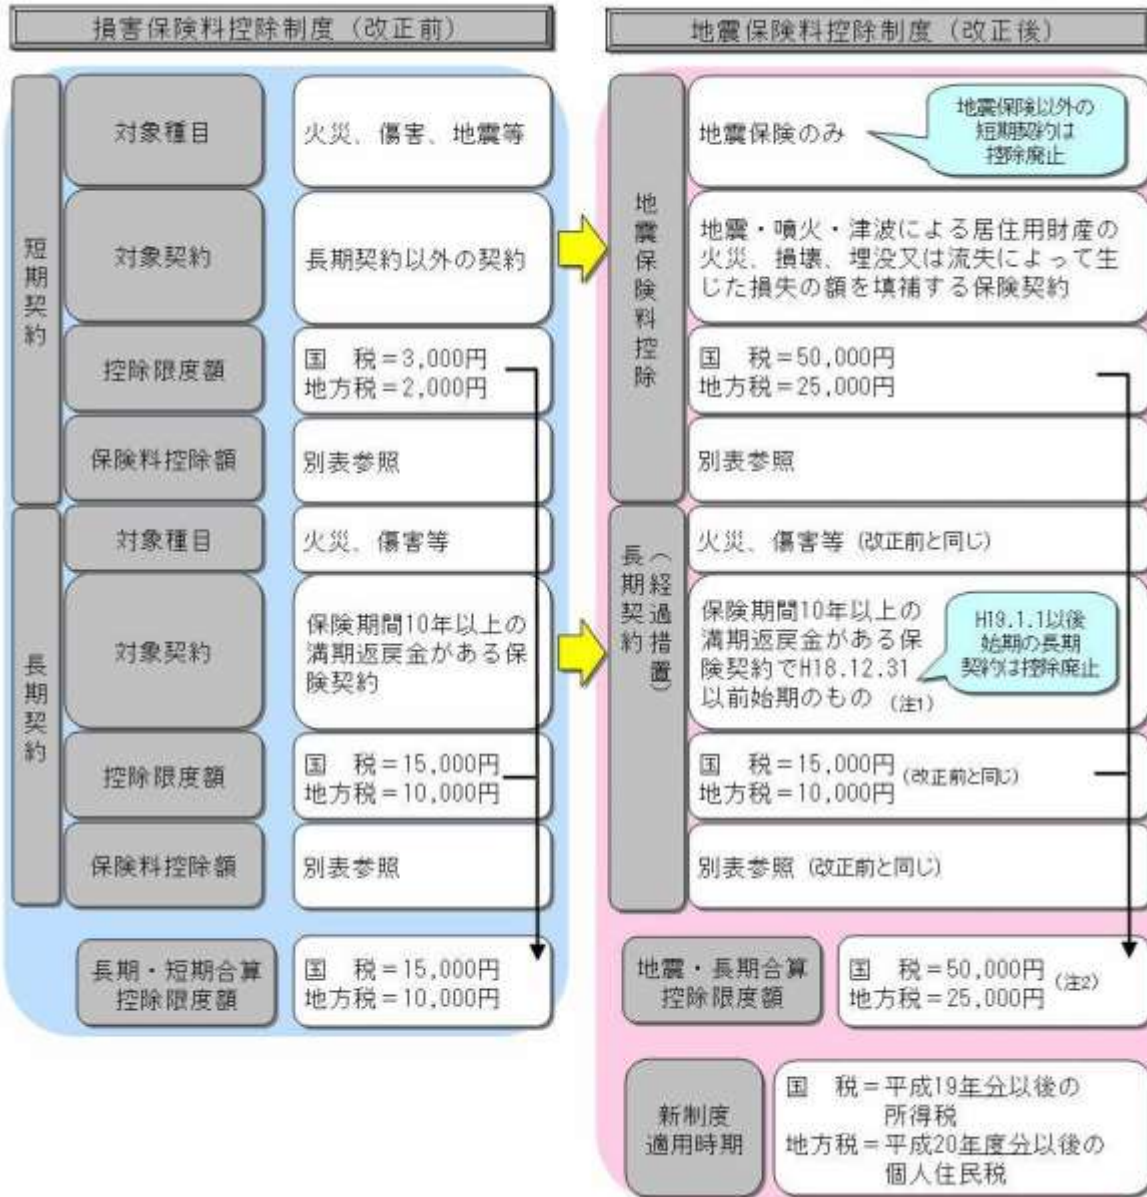 損害保険料控除制度（改正前）
短期契約
対象種目
火災、傷害、地震等
対象契約
長期契約以外の契約
控除限度額
国　税＝3,000円
地方税＝2,000円
保険料控除額
別表参照
長期契約
対象種目
火災、傷害等
対象契約
保険期間10年以上の
満期返戻金がある保
険契約
控除限度額
国　税＝15,000円
地方税＝10,000円
保険料控除額
別表参照
長期・短期合算
控除限度額
国　税＝15,000円
地方税＝10,000円
地震保険料控除制度（改正後）
地震保険料控除
地震保険のみ
地震保険以外の
短期契約は
控除廃止
地震・噴火・津波による居住用財産の
火災、損壊、埋没又は流失によって生
じた損失の額を填補する保険契約
国　税＝50,000円
地方税＝25,000円
別表参照
長期契約
（経過措置）
火災、傷害等（改正前と同じ）
保険期間10年以上の
満期返戻金がある保
険契約でH18.12.31
以前始期のもの （注1）
H19.1.1以後
始期の長期
契約は控除廃止
国　税＝15,000円
地方税＝10,000円
（改正前と同じ）
別表参照（改正前と同じ）
地震・長期合算
控除限度額
国　税＝50,000円
地方税＝25,000円
（注2）
新制度
適用時期
国　税＝平成19年分以後の
所得税
地方税＝平成20年度分以後の
個人住民税